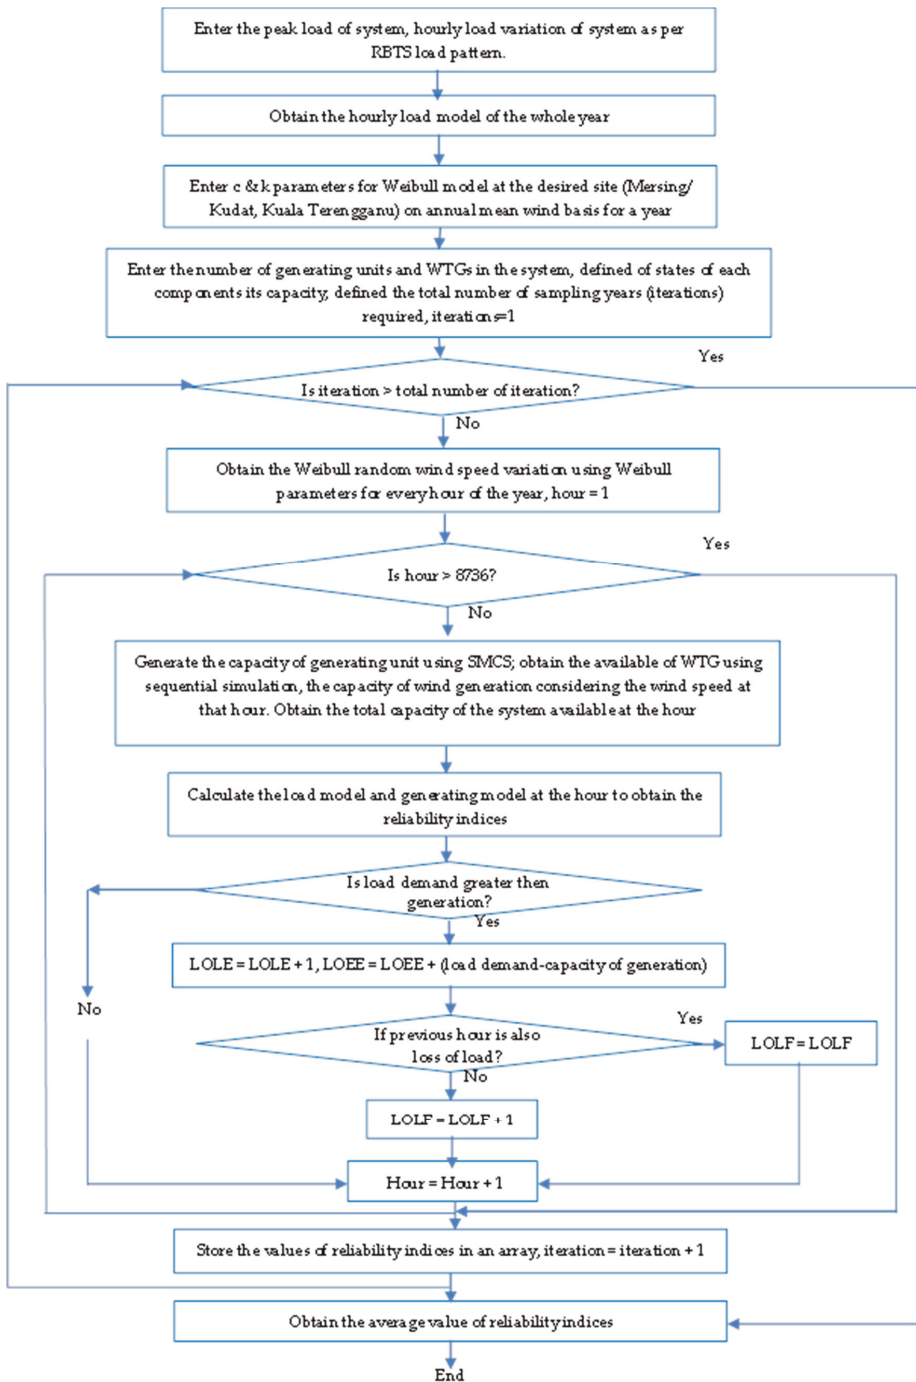 Enter the peak load of system, hourly load variation of system as per
RBTS load pattern.
Obtain the hourly load model of the whole year
Enter c & k parameters for Weibull model at the desired site (Mersing/
Kudat, Kuala Terengganu) on annual mean wind basis for a year
Enter the number of generating units and WTGs in the system, defined of states of each
components its capacity, defined the total number of sampling years (iterations)
required, iterations=1
Yes
Is iteration > total number of iteration?
No
Obtain the Weibull random wind speed variation using Weibull
parameters for every hour of the year, hour = 1
Yes
Is hour > 8736?
No
Generate the capacity of generating unit using SMCS; obtain the available of WTG using
sequential simulation, the capacity of wind generation considering the wind speed at
that hour. Obtain the total capacity of the system available at the hour
Calculate the load model and generating model at the hour to obtain the
reliability indices
Is load demand greater then
generation?
Yes
LOLE = LOLE + 1, LOEE = LOEE + (load demand-capacity of generation)
No
Yes
If previous hour is also
loss of load?
LOLF = LOLF
No
LOLF = LOLF + 1
Hour = Hour + 1
Store the values of reliability indices in an array, iteration = iteration + 1
Obtain the average value of reliability indices
End